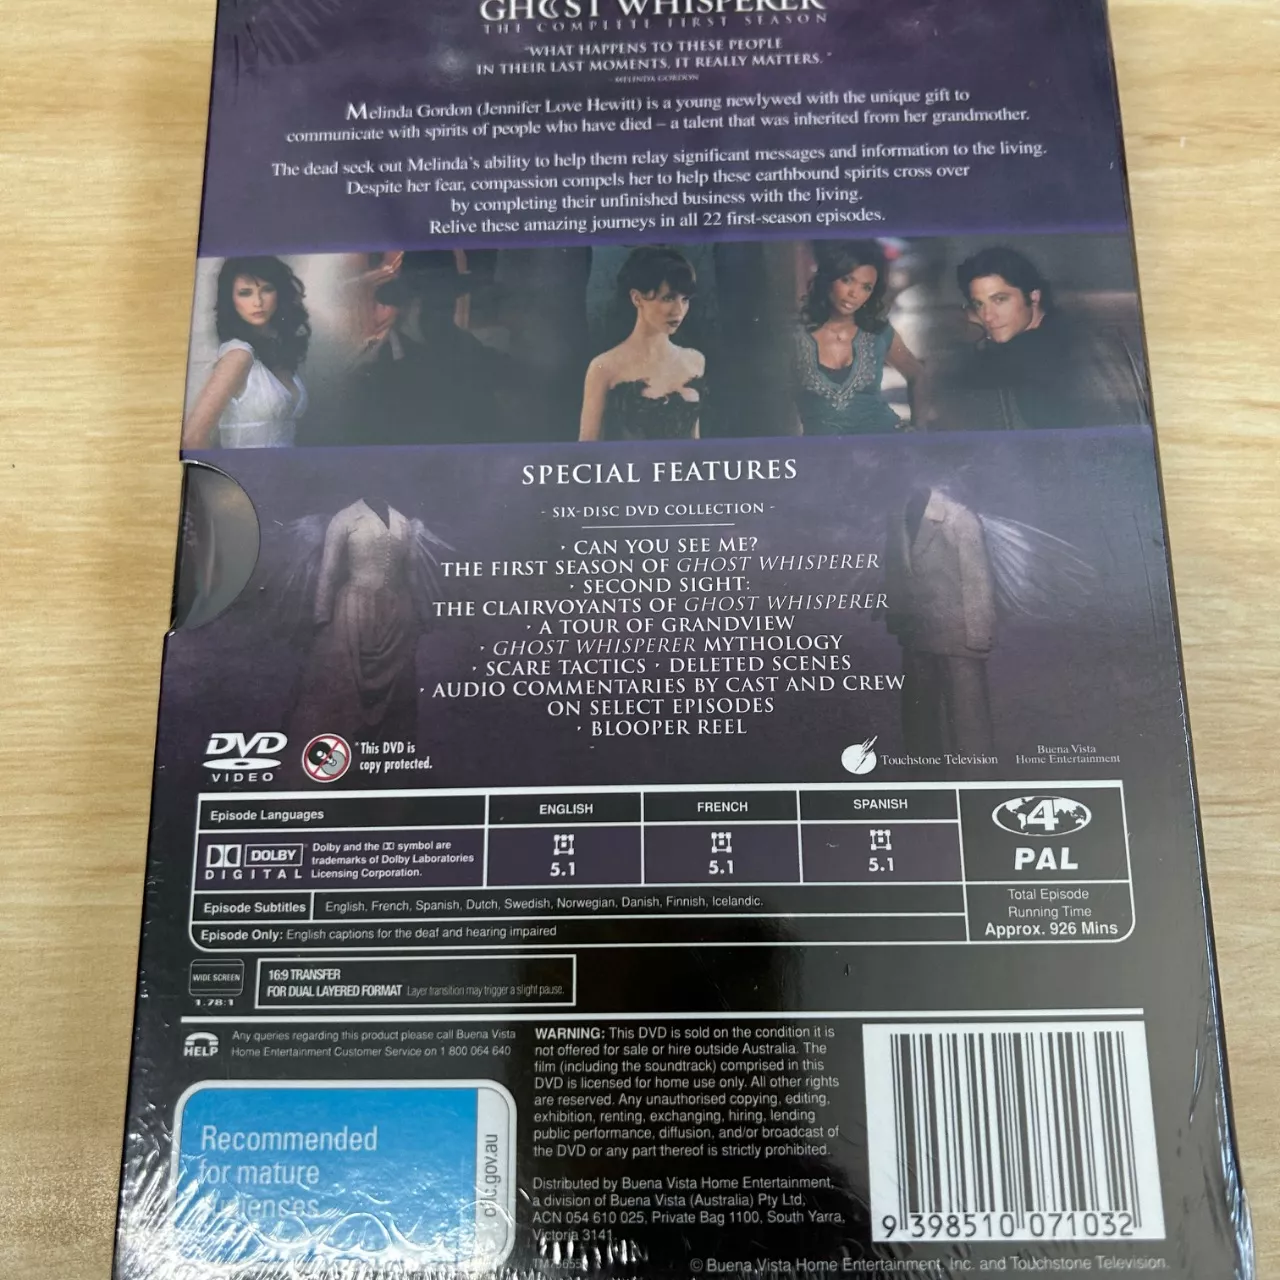 GHOST WHISPERER
THE COMPLETE FIRST SEASON
"WHAT HAPPENS TO THESE PEOPLE
IN THEIR LAST MOMENTS, IT REALLY MATTERS."
- MELINDA GORDON
Melinda Gordon (Jennifer Love Hewitt) is a young newlywed with the unique gift to
communicate with spirits of people who have died – a talent that was inherited from her grandmother.
The dead seek out Melinda's ability to help them relay significant messages and information to the living.
Despite her fear, compassion compels her to help these earthbound spirits cross over
by completing their unfinished business with the living.
Relive these amazing journeys in all 22 first-season episodes.
SPECIAL FEATURES
- SIX-DISC DVD COLLECTION -
· CAN YOU SEE ME?
THE FIRST SEASON OF GHOST WHISPERER
· SECOND SIGHT:
THE CLAIRVOYANTS OF GHOST WHISPERER
· A TOUR OF GRANDVIEW
· GHOST WHISPERER MYTHOLOGY
· SCARE TACTICS · DELETED SCENES
· AUDIO COMMENTARIES BY CAST AND CREW
ON SELECT EPISODES
· BLOOPER REEL
DVD
VIDEO
*This DVD is
copy protected.
Touchstone Television
Buena Vista
Home Entertainment
Episode Languages
ENGLISH
FRENCH
SPANISH
4
PAL
DOLBY
DIGITAL
Dolby and the DD symbol are
trademarks of Dolby Laboratories
Licensing Corporation.
5.1
5.1
5.1
Episode Subtitles
English, French, Spanish, Dutch, Swedish, Norwegian, Danish, Finnish, Icelandic.
Episode Only: English captions for the deaf and hearing impaired
Total Episode
Running Time
Approx. 926 Mins
WIDE SCREEN
1.78:1
16:9 TRANSFER
FOR DUAL LAYERED FORMAT Layer transition may trigger a slight pause.
HELP
Any queries regarding this product please call Buena Vista
Home Entertainment Customer Service on 1 800 064 640
Recommended
for mature
audiences
oflc.gov.au
WARNING: This DVD is sold on the condition it is
not offered for sale or hire outside Australia. The
film (including the soundtrack) comprised in this
DVD is licensed for home use only. All other rights
are reserved. Any unauthorised copying, editing,
exhibition, renting, exchanging, hiring, lending
public performance, diffusion, and/or broadcast of
the DVD or any part thereof is strictly prohibited.
Distributed by Buena Vista Home Entertainment,
a division of Buena Vista (Australia) Pty Ltd,
ACN 054 610 025, Private Bag 1100, South Yarra,
Victoria 3141.
9 398510 071032
© Buena Vista Home Entertainment, Inc. and Touchstone Television.